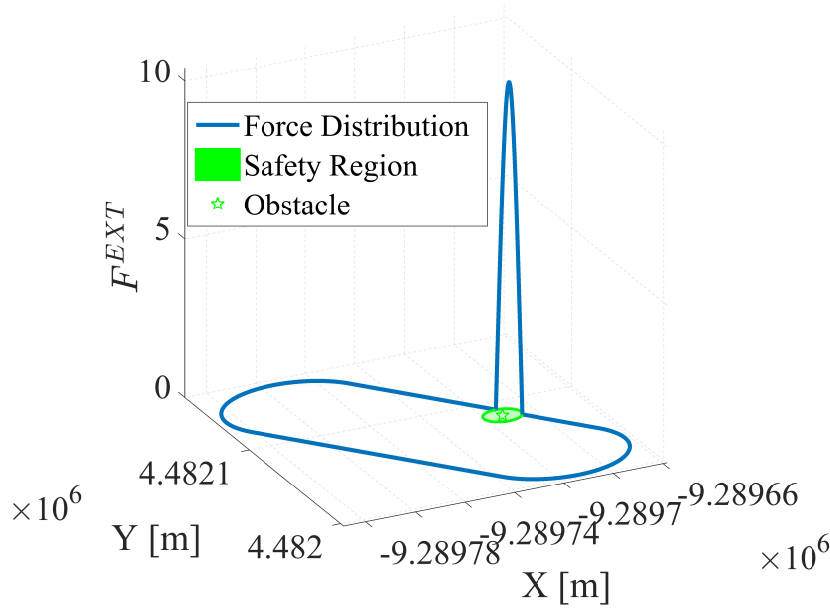 10
Force Distribution
Safety Region
Obstacle
5
F^{EXT}
0
4.4821
×10^6
Y [m]
4.482
-9.28978
-9.28974
-9.2897
-9.28966
×10^6
X [m]